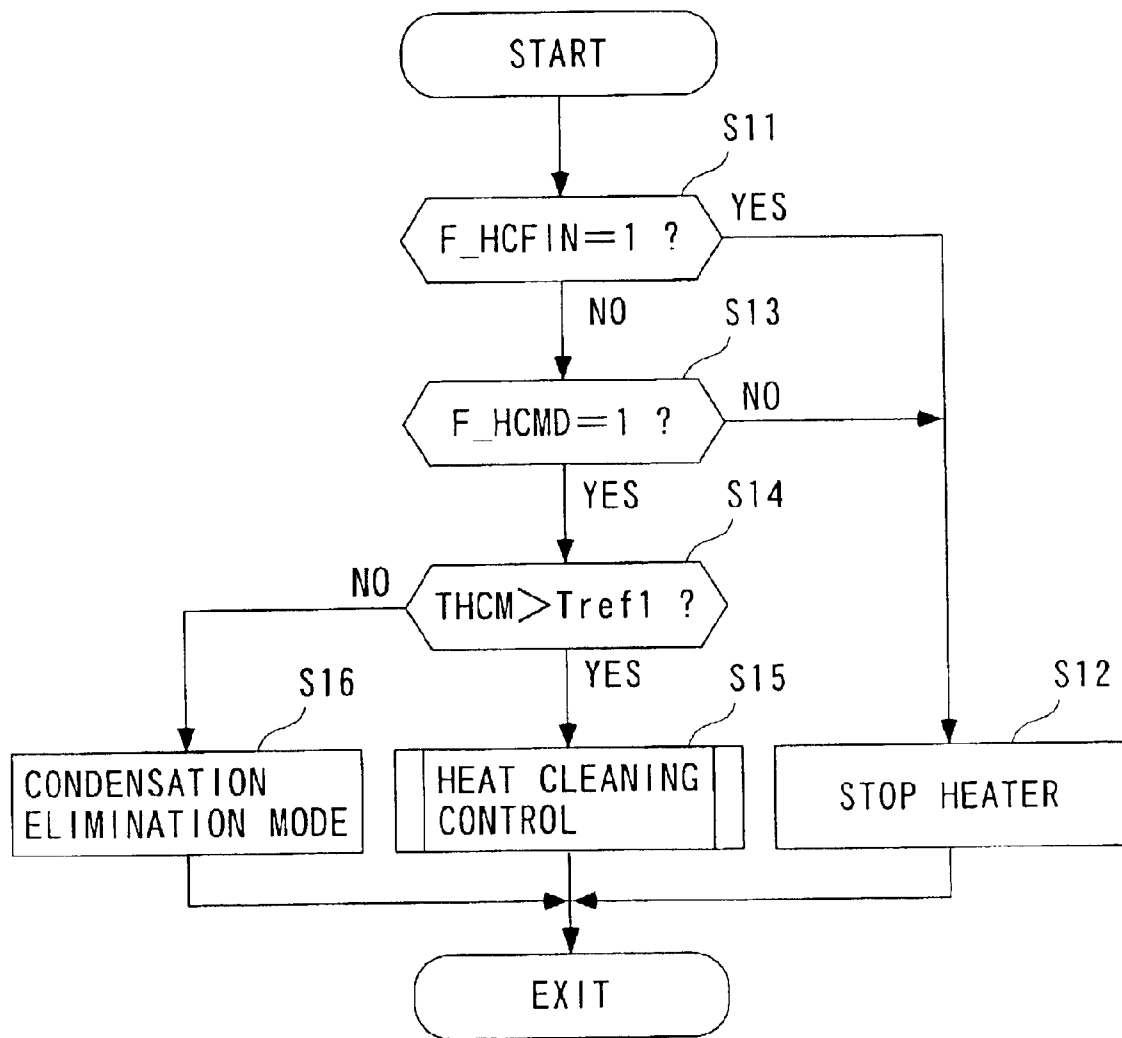 START
S11
F_HCFIN=1 ?
YES
NO
S13
F_HCMD=1 ?
NO
YES
S14
THCM>Tref1 ?
NO
YES
S16
CONDENSATION
ELIMINATION MODE
S15
HEAT CLEANING
CONTROL
S12
STOP HEATER
EXIT